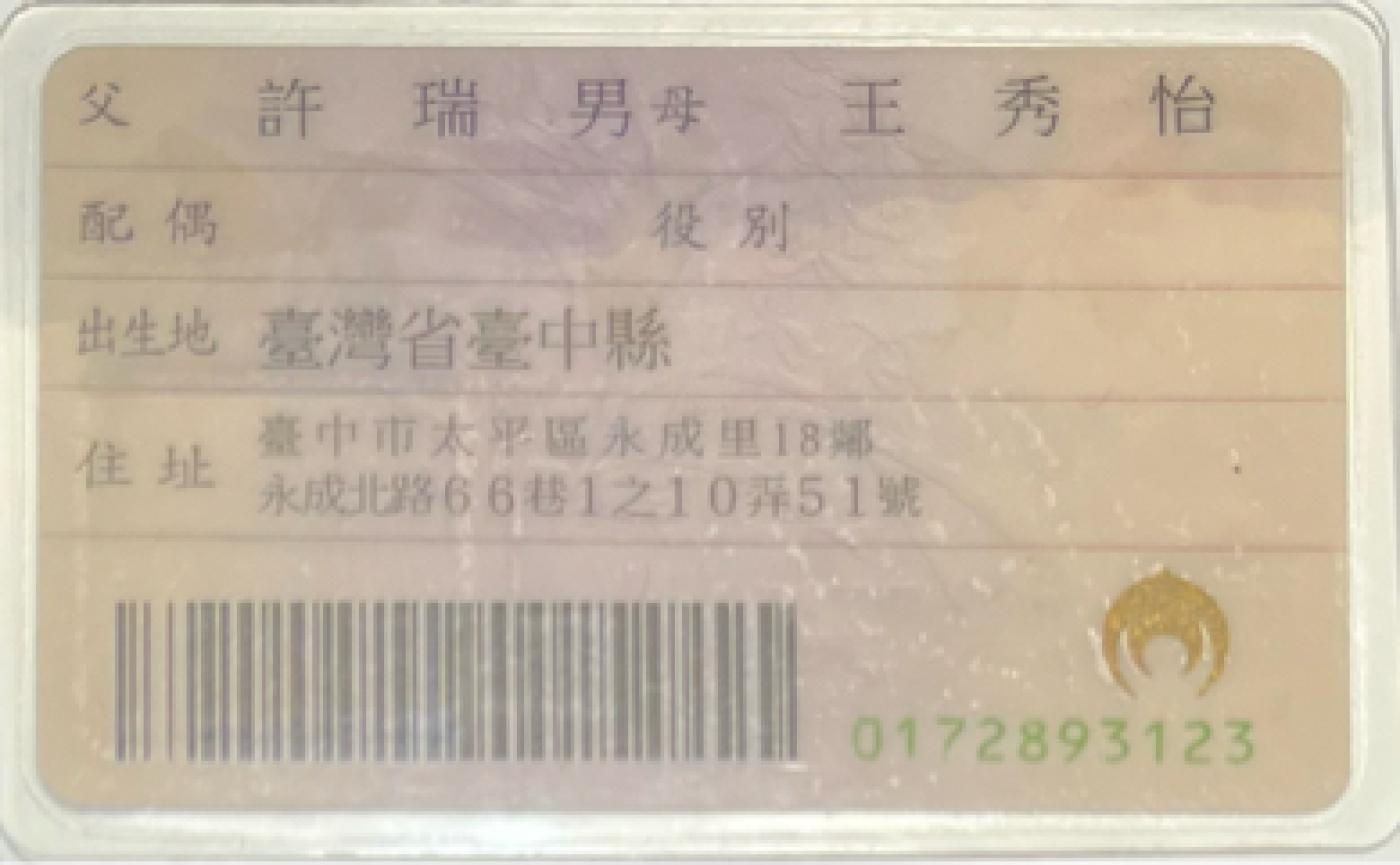 父 許瑞男 母 王秀怡
配偶 役別
出生地 臺灣省臺中縣
住址 臺中市太平區永成里18鄰
永成北路66巷1之10弄51號
0172893123